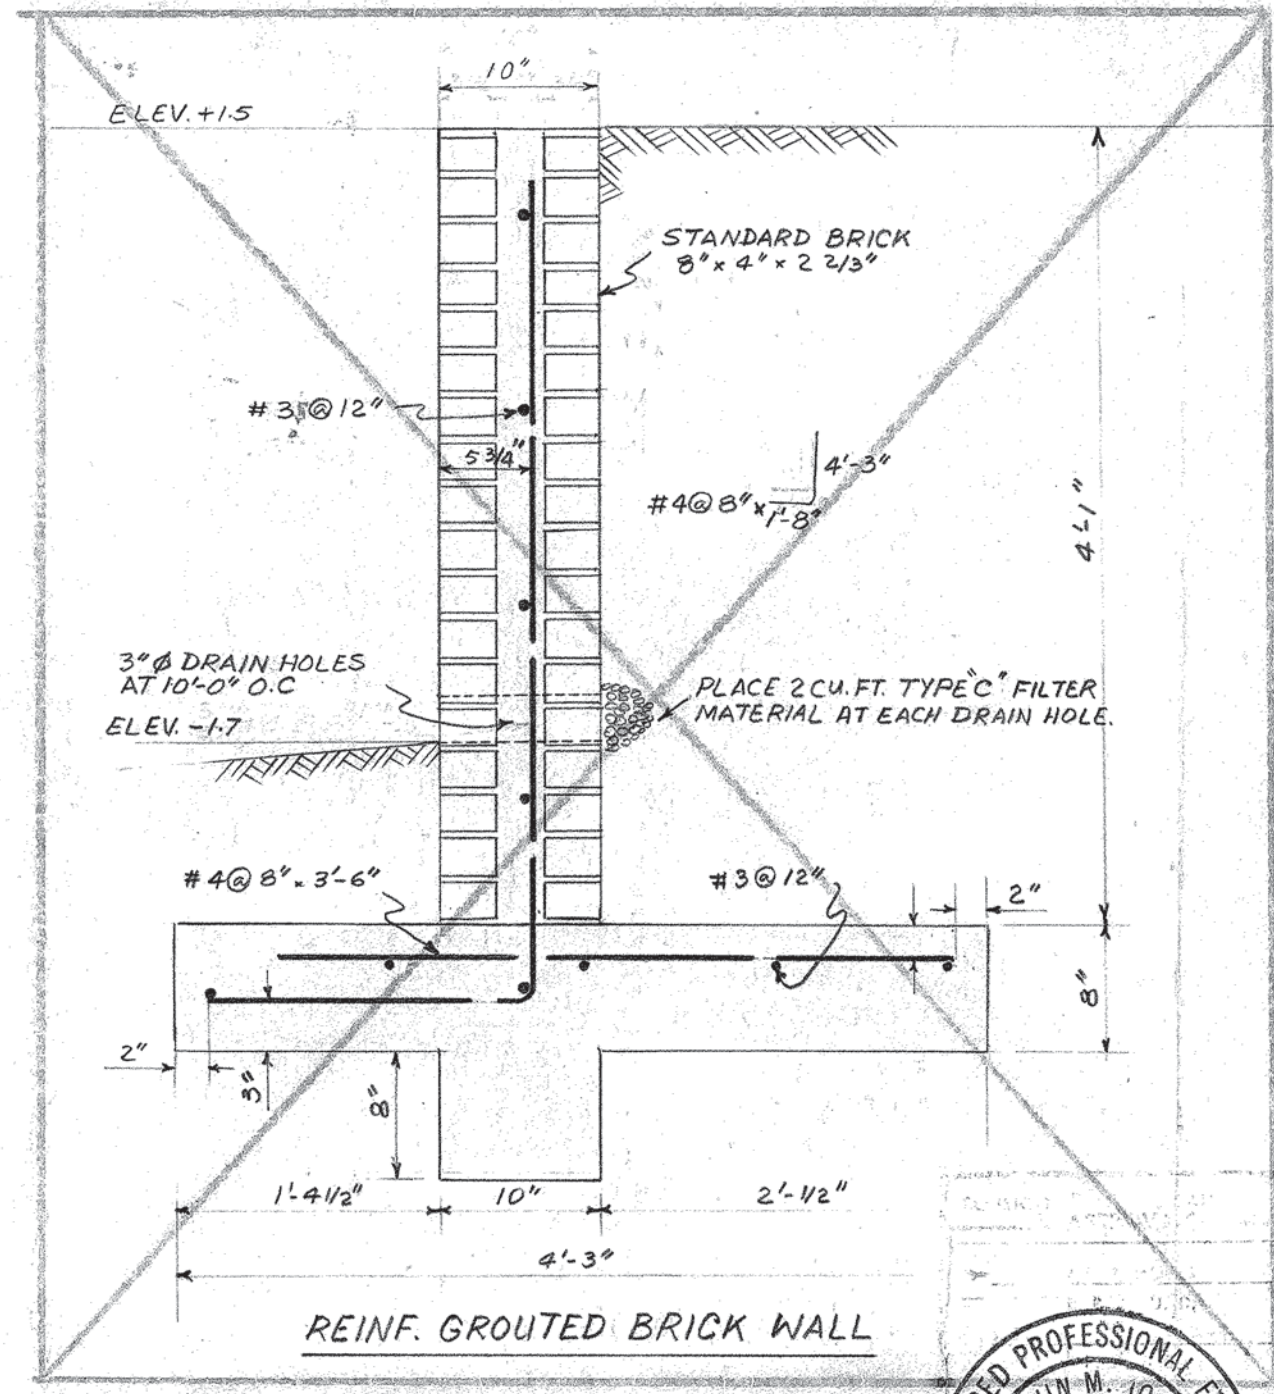 10"
ELEV. +1.5
STANDARD BRICK
8" x 4" x 2 2/3"
# 3 @ 12"
5 3/4"
4'-3"
#4@ 8" x
1'-8"
4'-1"
3" Ø DRAIN HOLES
AT 10'-0" O.C
PLACE 2 CU. FT. TYPE "C" FILTER
MATERIAL AT EACH DRAIN HOLE.
ELEV. -1.7
#4@ 8" x 3'-6"
#3@ 12"
2"
8"
2"
3"
8"
1'-4 1/2"
10"
2'-1/2"
4'-3"
REINF. GROUTED BRICK WALL
PROFESSIONAL
M.